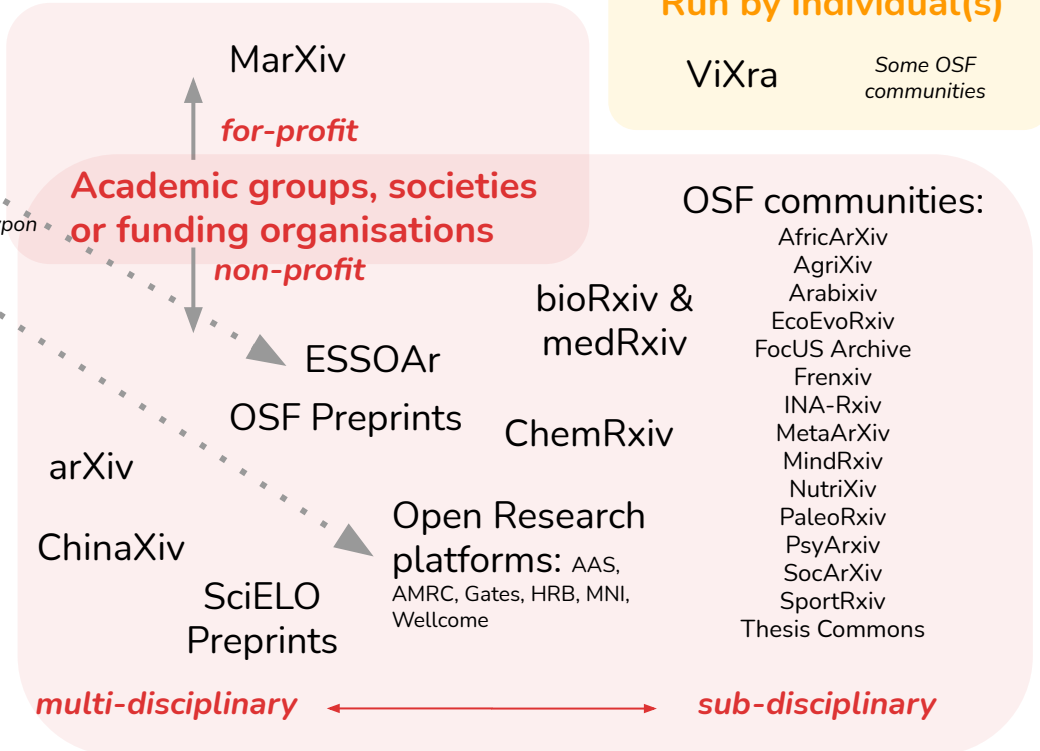 Run by individual(s)
MarXiv
ViXra
Some OSF
communities
for-profit
Academic groups, societies
or funding organisations
non-profit
OSF communities:
AfricArXiv
AgriXiv
Arabixiv
EcoEvoRxiv
FocUS Archive
Frenxiv
INA-Rxiv
MetaArXiv
MindRxiv
NutriXiv
PaleoRxiv
PsyArxiv
SocArXiv
SportRxiv
Thesis Commons
bioRxiv &
medRxiv
ESSOAr
OSF Preprints
ChemRxiv
arXiv
ChinaXiv
SciELO
Preprints
Open Research
platforms: AAS,
AMRC, Gates, HRB, MNI,
Wellcome
multi-disciplinary
sub-disciplinary